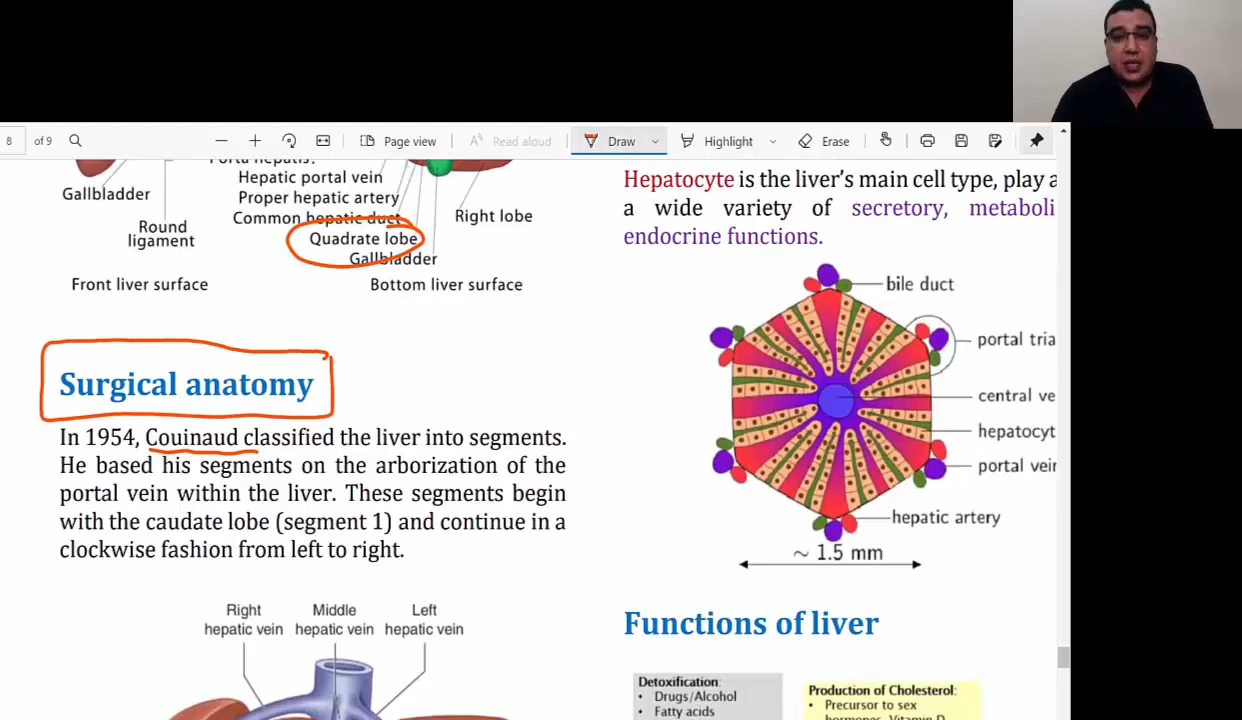 8 of 9
Page view
Read aloud
Draw
Highlight
Erase
Porta hepatis:
Hepatic portal vein
Proper hepatic artery
Common hepatic duct
Quadrate lobe
Gallbladder
Gallbladder
Round
ligament
Right lobe
Front liver surface
Bottom liver surface
Surgical anatomy
In 1954, Couinaud classified the liver into segments.
He based his segments on the arborization of the
portal vein within the liver. These segments begin
with the caudate lobe (segment 1) and continue in a
clockwise fashion from left to right.
Right
hepatic vein
Middle
hepatic vein
Left
hepatic vein
Hepatocyte is the liver's main cell type, play a
a wide variety of secretory, metaboli
endocrine functions.
bile duct
portal tria
central ve
hepatocyt
portal vein
hepatic artery
~ 1.5 mm
Functions of liver
Detoxification:
• Drugs/Alcohol
• Fatty acids
Production of Cholesterol:
• Precursor to sex
hormones, Vitamin D